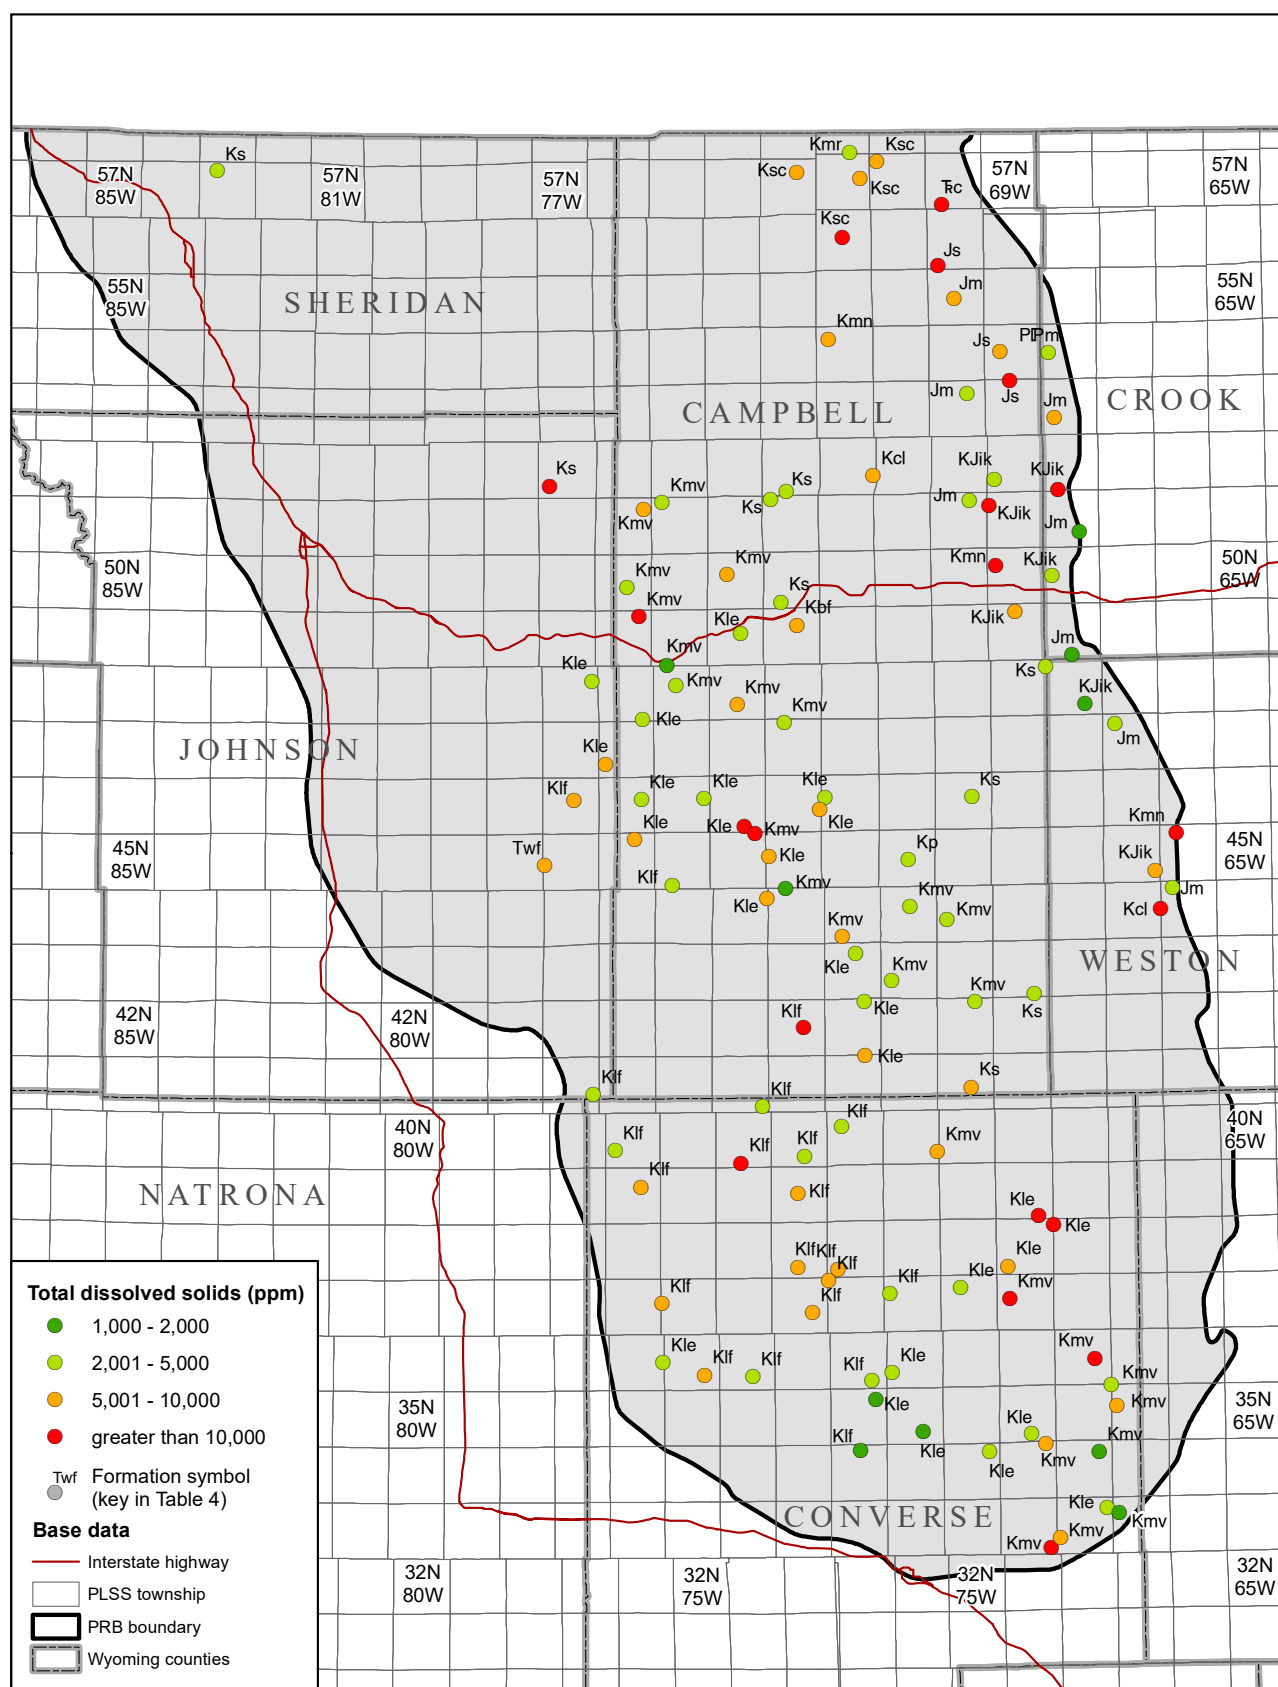 Ks
Kmr
Ksc
Ksc
Ksc
57N
85W
57N
81W
57N
77W
57N
69W
57N
65W
Ksc
Js
55N
85W
SHERIDAN
Jm
55N
65W
Kmn
Js
Jm
Js
Jm
CAMPBELL
CROOK
Ks
Kcl
KJik
KJik
Kmv
Ks
Kmv
Ks
Jm
KJik
Jm
50N
85W
Kmv
Kmv
Kmn
KJik
50N
65W
Kmv
Ks
Kbf
Kle
KJik
Kmv
Jm
Kle
Kmv
Ks
Kmv
KJik
Kle
Kmv
Jm
JOHNSON
Kle
Klf
Kle
Kle
Kle
Ks
Kle
Kle
Kle
Kmv
Kmn
Twf
45N
85W
Kle
Kp
KJik
45N
65W
Klf
Kmv
Kle
Kmv
Kmv
Jm
Kcl
Kmv
Kle
WESTON
Kmv
42N
85W
42N
80W
Klf
Kle
Kmv
Ks
Kle
Ks
Klf
Klf
40N
80W
Klf
Klf
Klf
Klf
Kmv
40N
65W
NATRONA
Klf
Klf
Kle
Kle
Klf
Klf
Klf
Kle
Klf
Klf
Klf
Kle
Kmv
Kle
Klf
Klf
Klf
Kle
Kmv
Kmv
Kle
Kmv
35N
80W
35N
65W
Klf
Kle
Kle
Kmv
Kle
Kmv
Kle
Kmv
CONVERSE
Kmv
Kmv
32N
80W
32N
75W
32N
75W
32N
65W
Total dissolved solids (ppm)
1,000 - 2,000
2,001 - 5,000
5,001 - 10,000
greater than 10,000
Twf Formation symbol
(key in Table 4)
Base data
Interstate highway
PLSS township
PRB boundary
Wyoming counties